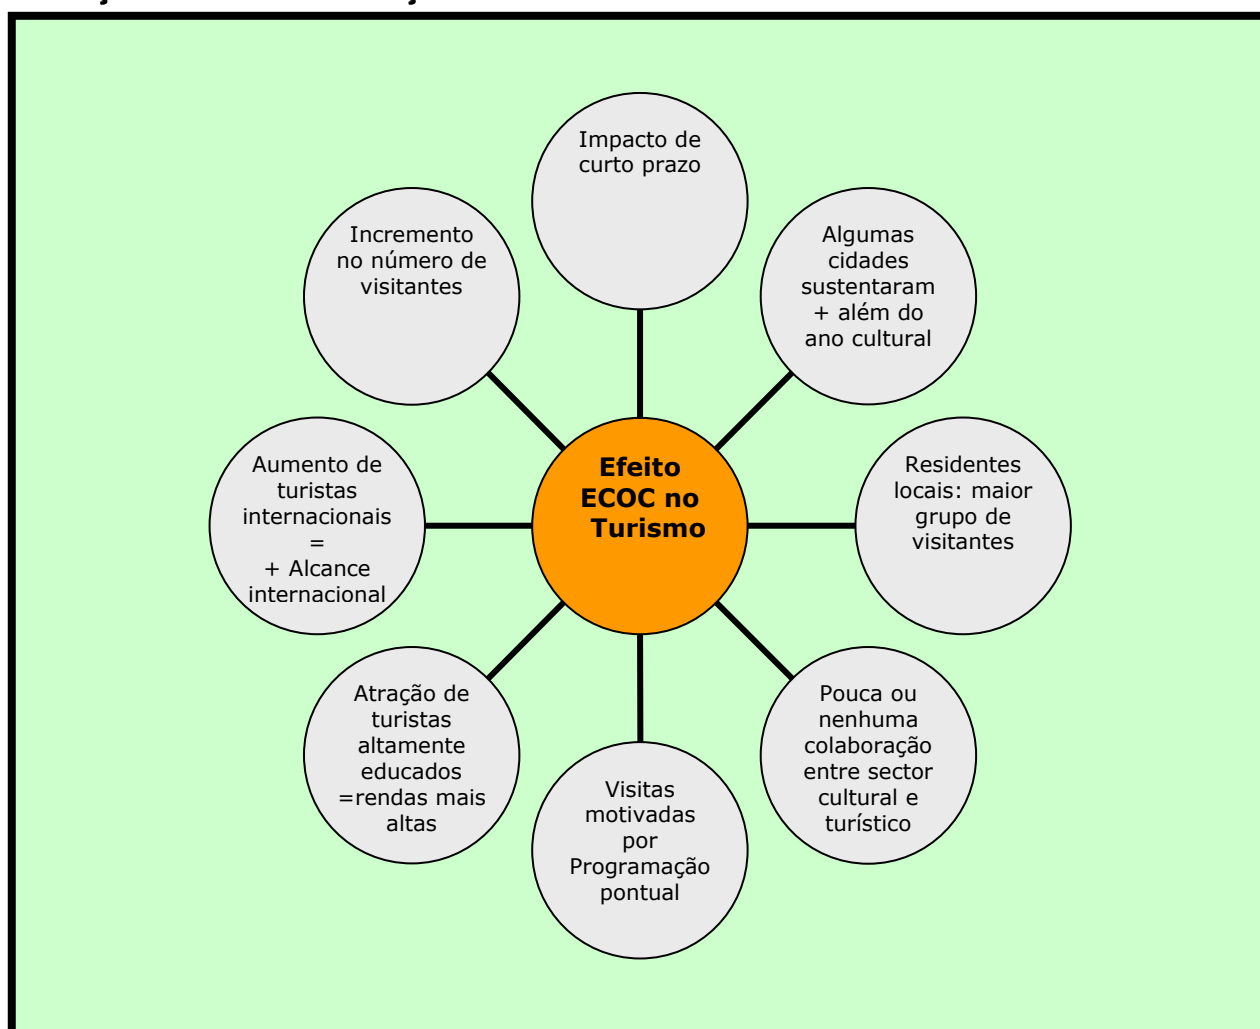 Impacto de
curto prazo
Algumas
cidades
sustentaram
+ além do
ano cultural
Residentes
locais: maior
grupo de
visitantes
Pouca ou
nenhuma
colaboração
entre sector
cultural e
turístico
Visitas
motivadas
por
Programação
pontual
Atração de
turistas
altamente
educados
=rendas mais
altas
Aumento de
turistas
internacionais
=
+ Alcance
internacional
Incremento
no número de
visitantes
Efeito
ECOC no
Turismo